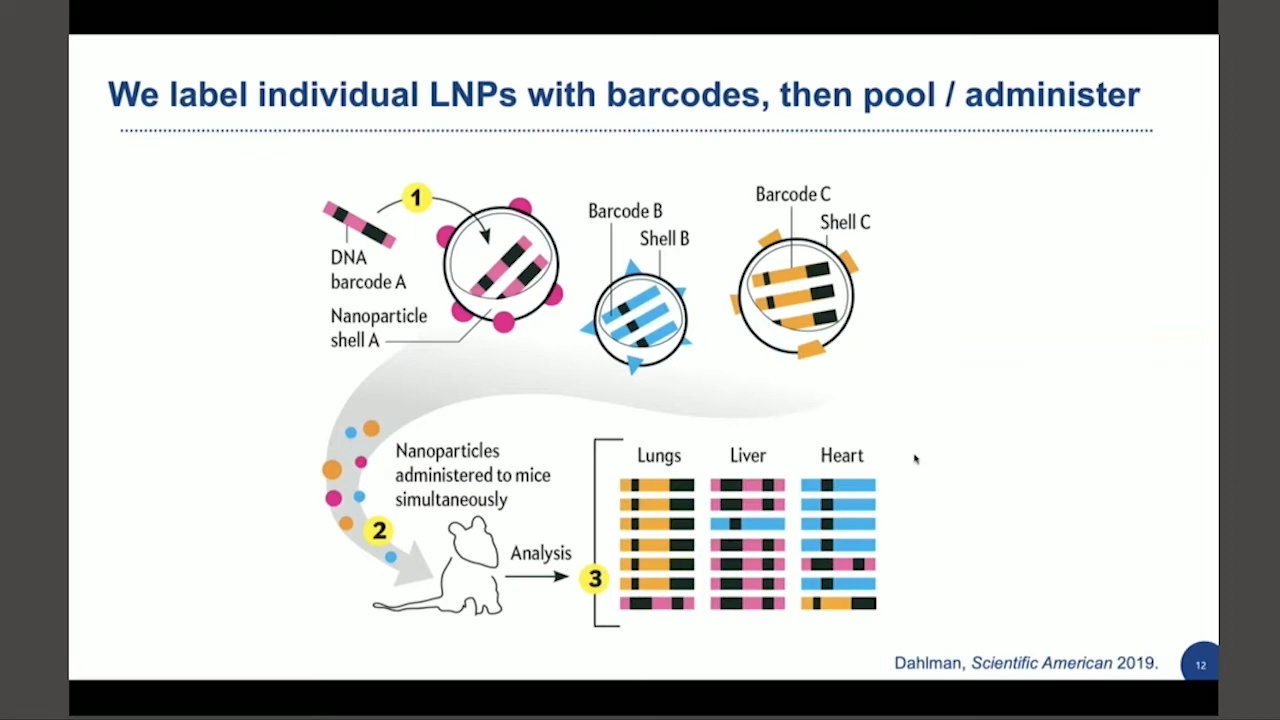 We label individual LNPs with barcodes, then pool / administer
1
DNA
barcode A
Nanoparticle
shell A
Barcode B
Shell B
Barcode C
Shell C
Nanoparticles
administered to mice
simultaneously
2
Analysis
3
Lungs
Liver
Heart
Dahlman, Scientific American 2019.
12